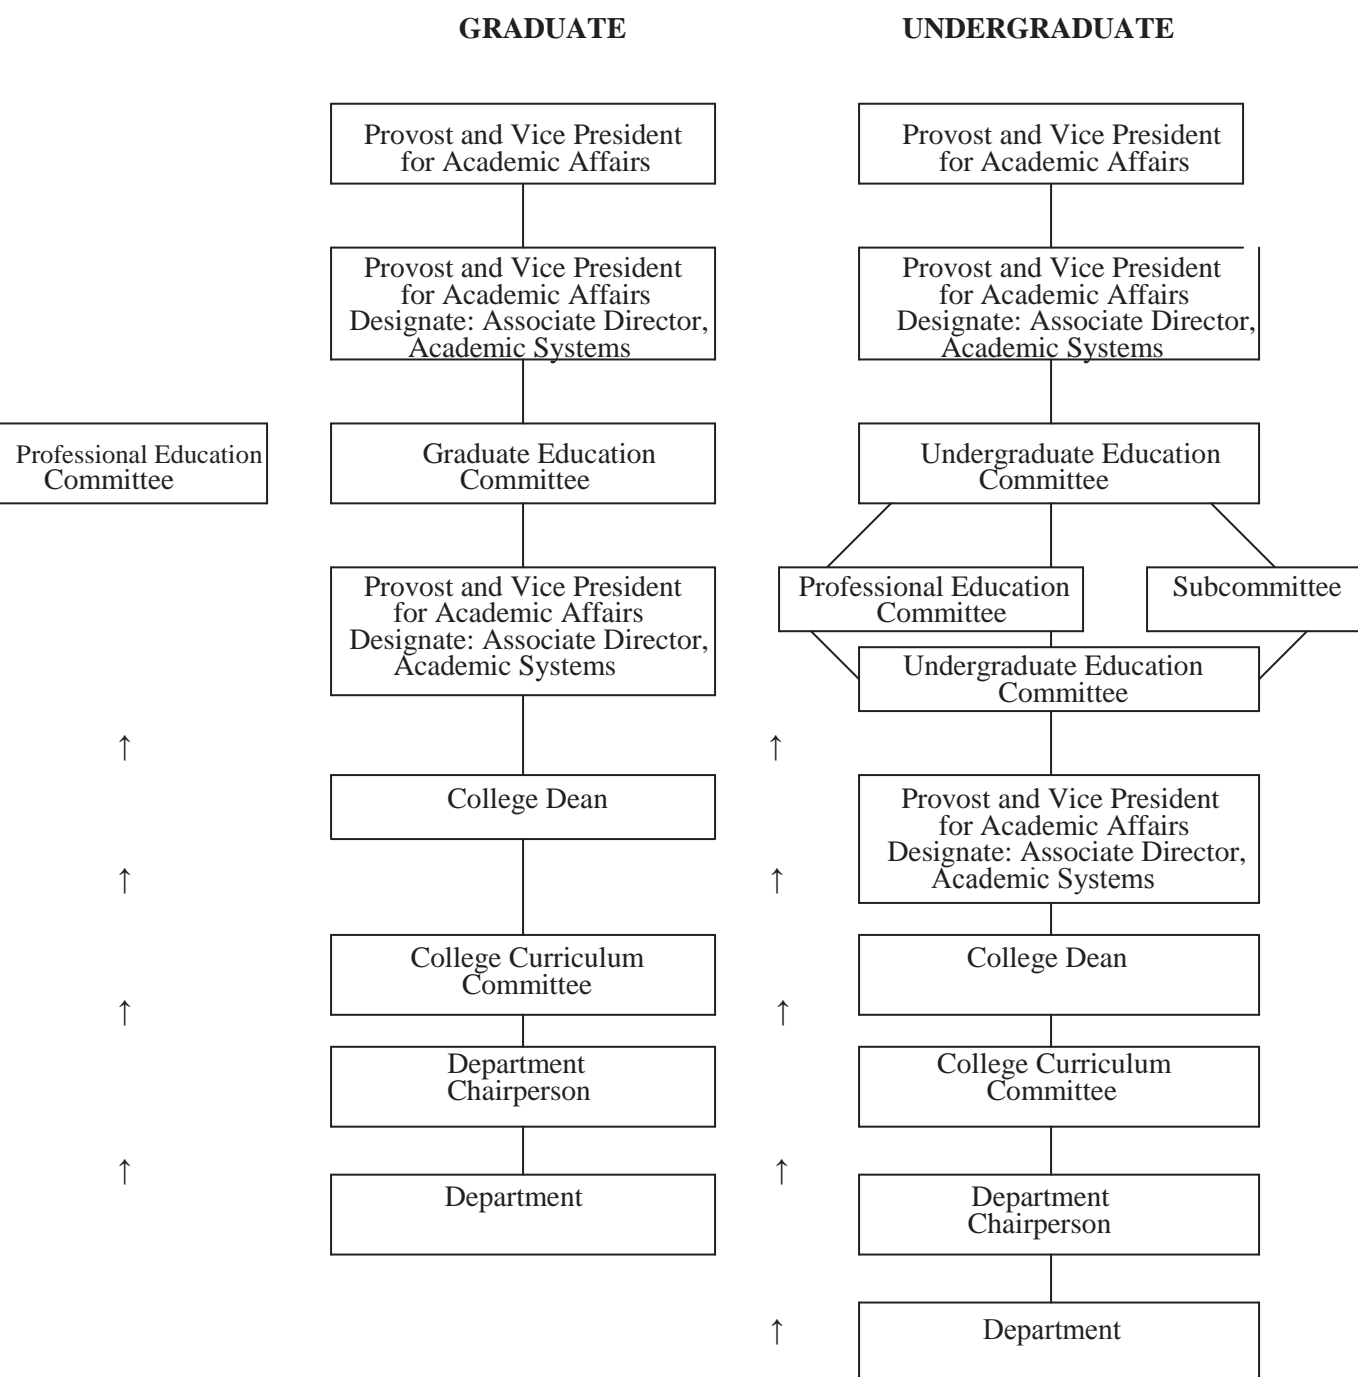 GRADUATE
UNDERGRADUATE
Provost and Vice President
for Academic Affairs
Provost and Vice President
for Academic Affairs
Provost and Vice President
for Academic Affairs
Designate: Associate Director,
Academic Systems
Provost and Vice President
for Academic Affairs
Designate: Associate Director,
Academic Systems
Professional Education
Committee
Graduate Education
Committee
Undergraduate Education
Committee
Provost and Vice President
for Academic Affairs
Designate: Associate Director,
Academic Systems
Professional Education
Committee
Subcommittee
Undergraduate Education
Committee
↑
↑
College Dean
Provost and Vice President
for Academic Affairs
Designate: Associate Director,
Academic Systems
↑
↑
College Curriculum
Committee
College Dean
↑
↑
Department
Chairperson
College Curriculum
Committee
↑
↑
Department
Department
Chairperson
↑
Department